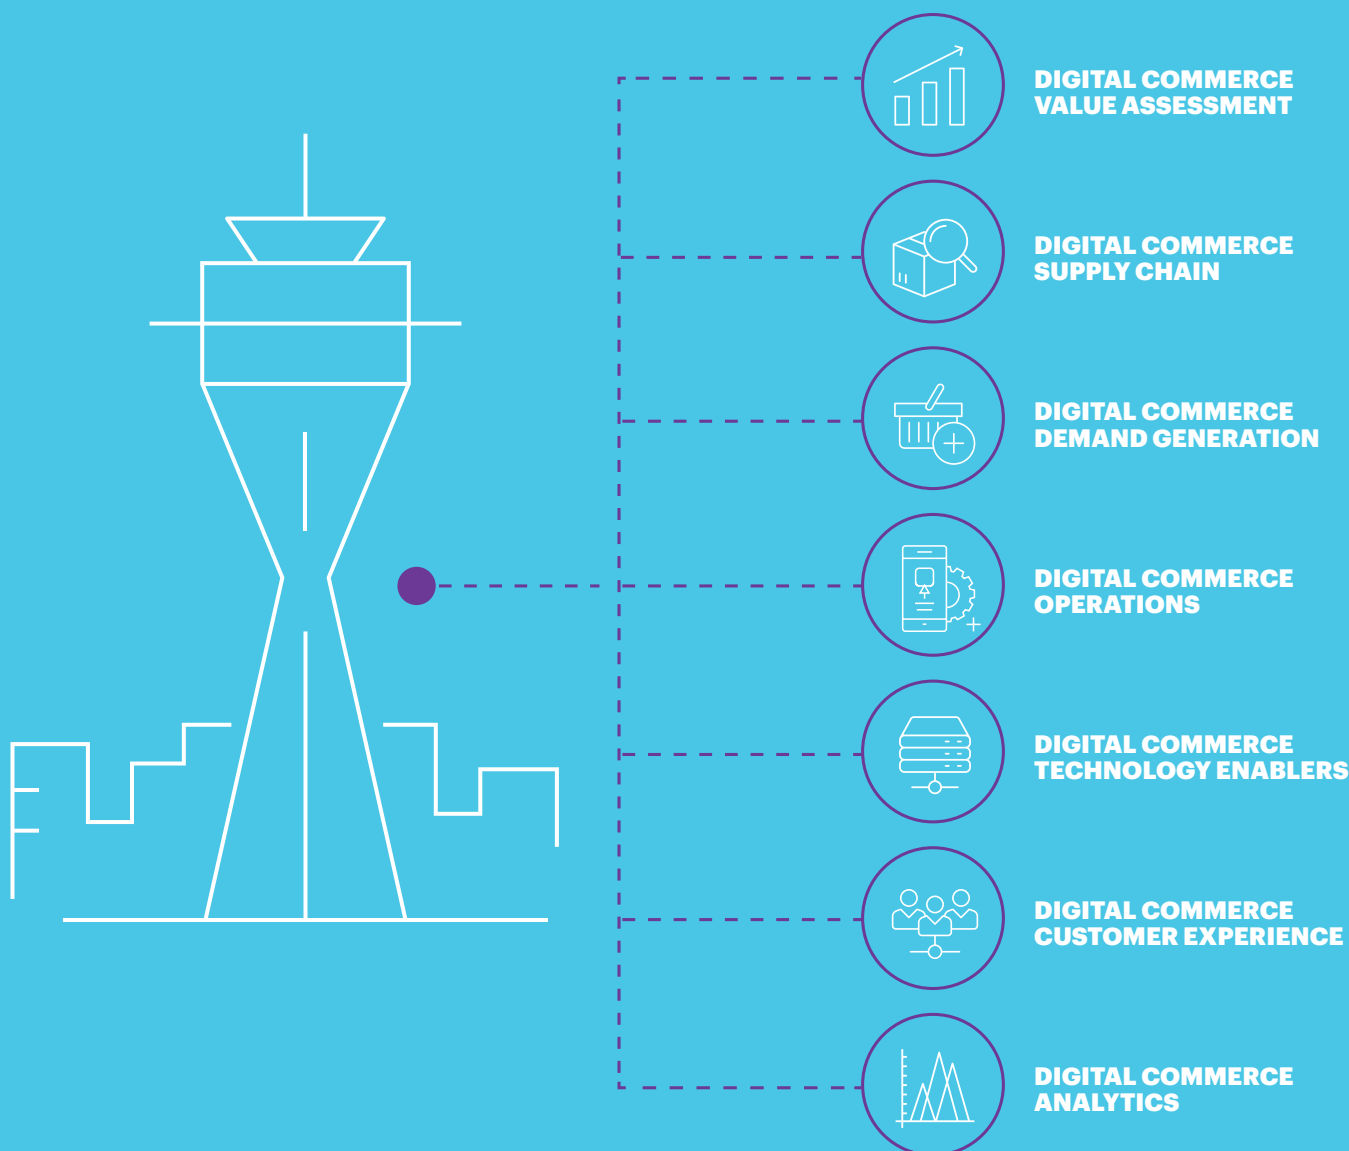 DIGITAL COMMERCE
VALUE ASSESSMENT
DIGITAL COMMERCE
SUPPLY CHAIN
DIGITAL COMMERCE
DEMAND GENERATION
DIGITAL COMMERCE
OPERATIONS
DIGITAL COMMERCE
TECHNOLOGY ENABLERS
DIGITAL COMMERCE
CUSTOMER EXPERIENCE
DIGITAL COMMERCE
ANALYTICS